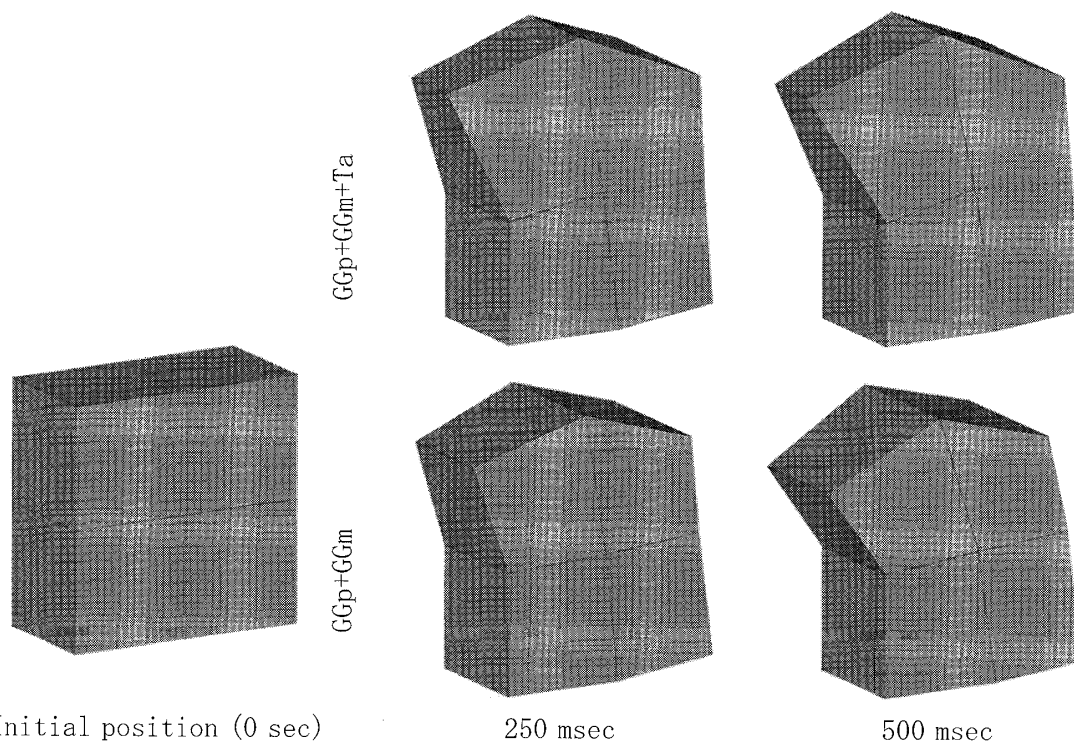 GGp+GGm+Ta
GGp+GGm
Initial position (0 sec)
250 msec
500 msec